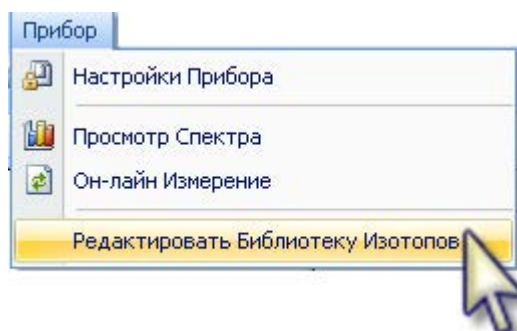 Прибор
Настройки Прибора
Просмотр Спектра
Он-лайн Измерение
Редактировать Библиотеку Изотопов